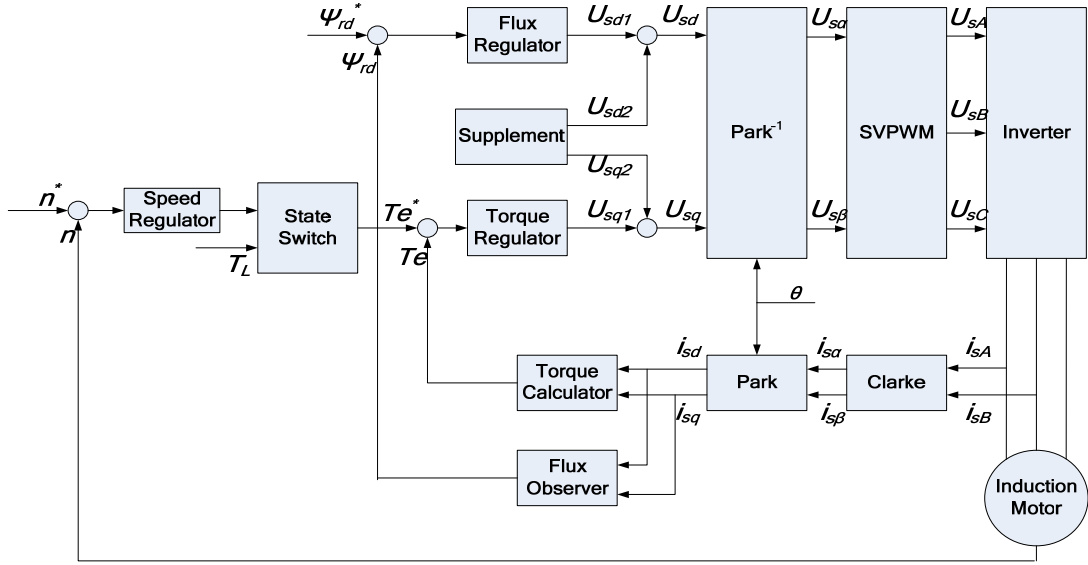 Ψrd*
Flux
Regulator
Usd1
Usd
Usα
UsA
Ψrd
Usd2
Supplement
Park-1
SVPWM
UsB
Inverter
Usq2
n*
Speed
Regulator
State
Switch
Te*
Torque
Regulator
Usq1
Usq
Usβ
UsC
n
TL
Te
θ
isd
isα
isA
Torque
Calculator
Park
Clarke
isq
isβ
isB
Flux
Observer
Induction
Motor